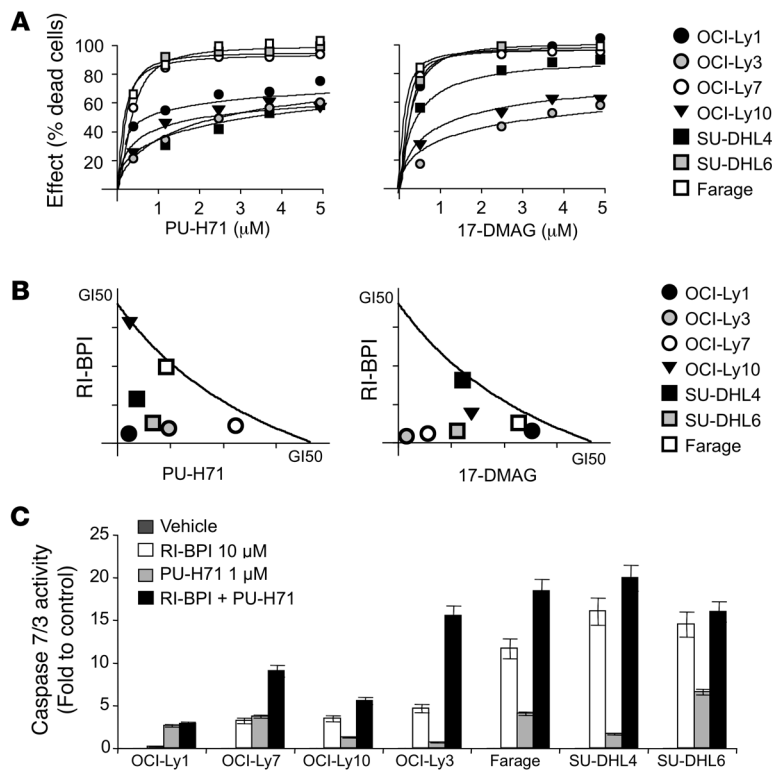 A
Effect (% dead cells)
100
80
60
40
20
0 1 2 3 4 5
PU-H71 (μM)
0 1 2 3 4 5
17-DMAG (μM)
OCI-Ly1
OCI-Ly3
OCI-Ly7
OCI-Ly10
SU-DHL4
SU-DHL6
Farage
B
GI50
RI-BPI
GI50
PU-H71
GI50
RI-BPI
GI50
17-DMAG
OCI-Ly1
OCI-Ly3
OCI-Ly7
OCI-Ly10
SU-DHL4
SU-DHL6
Farage
C
Caspase 7/3 activity
(Fold to control)
25
20
15
10
5
0
Vehicle
RI-BPI 10 μM
PU-H71 1 μM
RI-BPI + PU-H71
OCI-Ly1 OCI-Ly7 OCI-Ly10 OCI-Ly3 Farage SU-DHL4 SU-DHL6